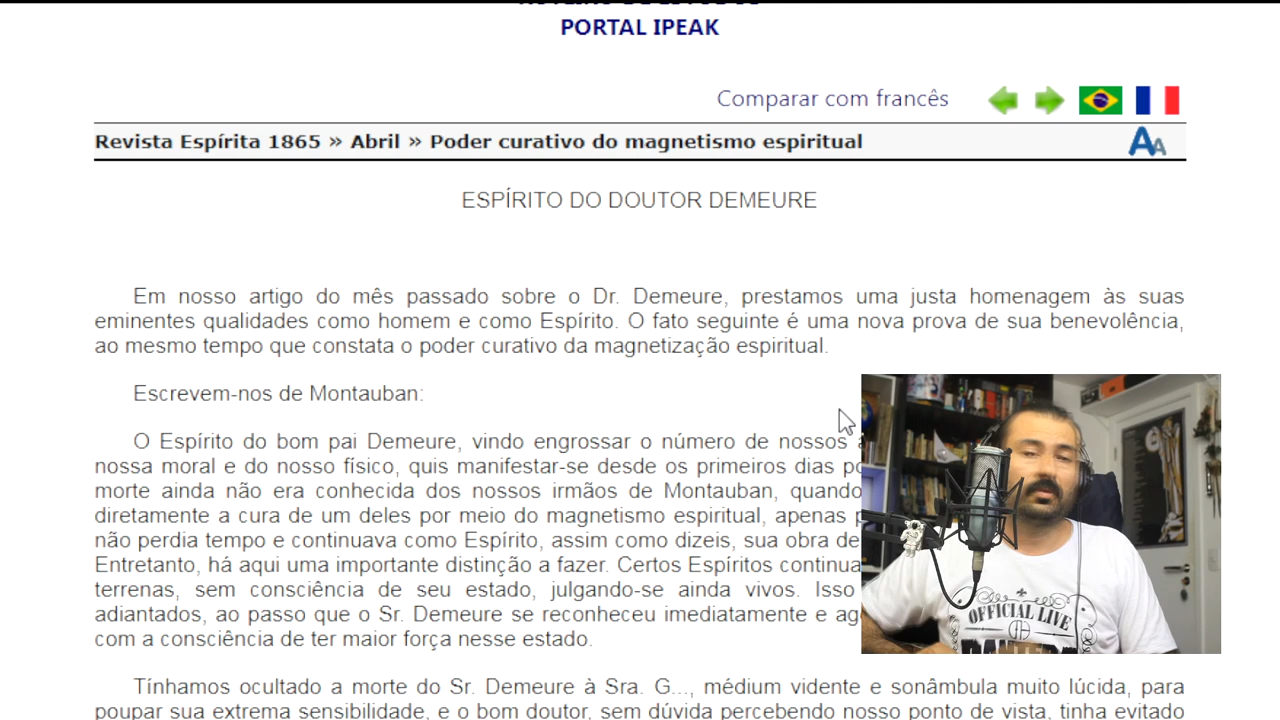 PORTAL IPEAK
Comparar com francês
Revista Espírita 1865 » Abril » Poder curativo do magnetismo espiritual
AA
ESPÍRITO DO DOUTOR DEMEURE
Em nosso artigo do mês passado sobre o Dr. Demeure, prestamos uma justa homenagem às suas
eminentes qualidades como homem e como Espírito. O fato seguinte é uma nova prova de sua benevolência,
ao mesmo tempo que constata o poder curativo da magnetização espiritual.
Escrevem-nos de Montauban:
O Espírito do bom pai Demeure, vindo engrossar o número de nossos
nossa moral e do nosso físico, quis manifestar-se desde os primeiros dias
morte ainda não era conhecida dos nossos irmãos de Montauban, quando
diretamente a cura de um deles por meio do magnetismo espiritual, apenas
não perdia tempo e continuava como Espírito, assim como dizeis, sua obra de
Entretanto, há aqui uma importante distinção a fazer. Certos Espíritos
terrenas, sem consciência de seu estado, julgando-se ainda vivos. Isso
adiantados, ao passo que o Sr. Demeure se reconheceu imediatamente e
com a consciência de ter maior força nesse estado.
Tínhamos ocultado a morte do Sr. Demeure à Sra. G..., médium vidente e sonâmbula muito lúcida, para
poupar sua extrema sensibilidade, e o bom doutor, sem dúvida percebendo nosso ponto de vista, tinha evitado
OFFICIAL LIVE